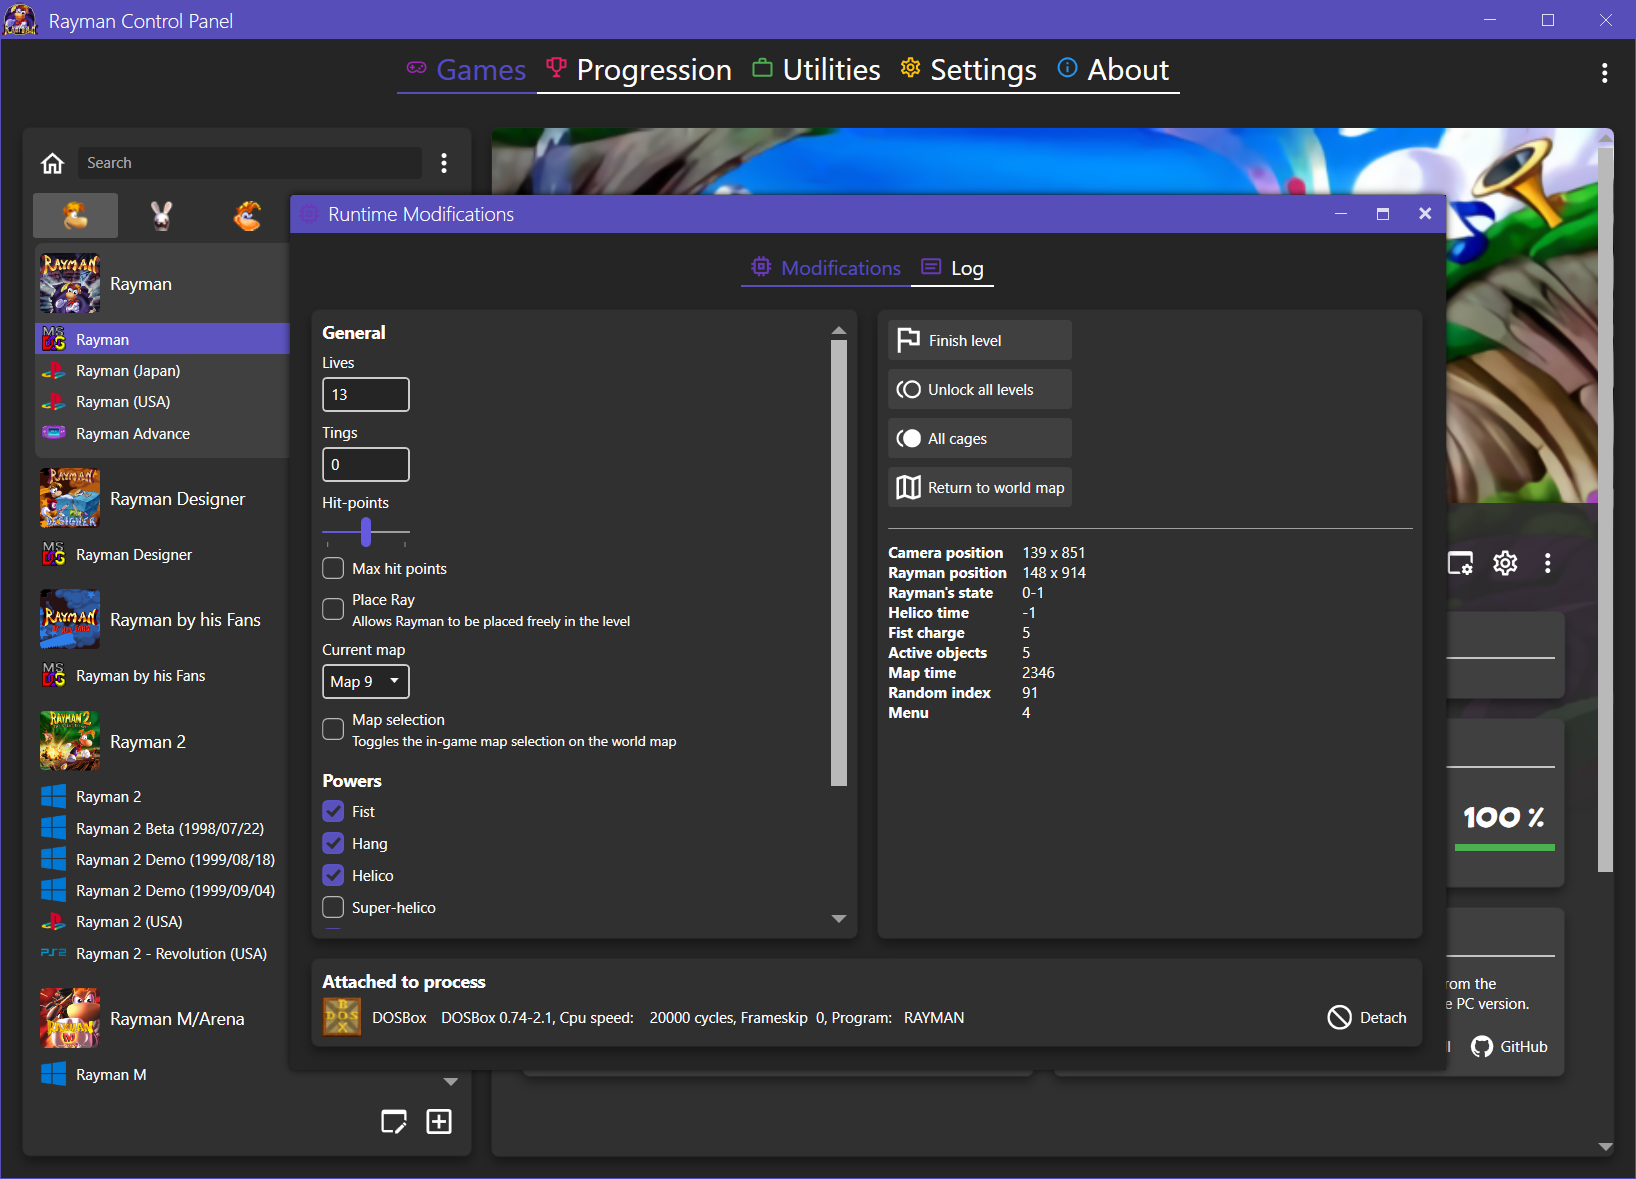 Rayman Control Panel
Games
Progression
Utilities
Settings
About
Search
Rayman
Rayman
Rayman (Japan)
Rayman (USA)
Rayman Advance
Rayman Designer
Rayman Designer
Rayman by his Fans
Rayman by his Fans
Rayman 2
Rayman 2
Rayman 2 Beta (1998/07/22)
Rayman 2 Demo (1999/08/18)
Rayman 2 Demo (1999/09/04)
Rayman 2 (USA)
Rayman 2 - Revolution (USA)
Rayman M/Arena
Rayman M
Runtime Modifications
Modifications
Log
General
Lives
13
Tings
0
Hit-points
Max hit points
Place Ray
Allows Rayman to be placed freely in the level
Current map
Map 9
Map selection
Toggles the in-game map selection on the world map
Powers
Fist
Hang
Helico
Super-helico
Finish level
Unlock all levels
All cages
Return to world map
Camera position 139 x 851
Rayman position 148 x 914
Rayman's state 0-1
Helico time -1
Fist charge 5
Active objects 5
Map time 2346
Random index 91
Menu 4
Attached to process
DOSBox DOSBox 0.74-2.1, Cpu speed: 20000 cycles, Frameskip 0, Program: RAYMAN
Detach
100 %
from the
PC version.
GitHub